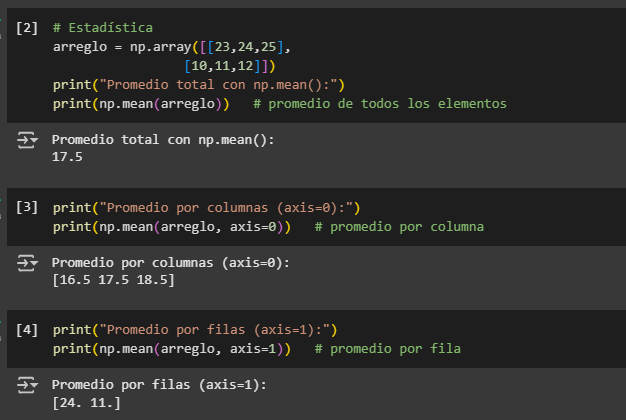 [2] # Estadística
arreglo = np.array([[23,24,25],
[10,11,12]])
print("Promedio total con np.mean():")
print(np.mean(arreglo))   # promedio de todos los elementos
Promedio total con np.mean():
17.5
[3] print("Promedio por columnas (axis=0):")
print(np.mean(arreglo, axis=0))   # promedio por columna
Promedio por columnas (axis=0):
[16.5 17.5 18.5]
[4] print("Promedio por filas (axis=1):")
print(np.mean(arreglo, axis=1))   # promedio por fila
Promedio por filas (axis=1):
[24. 11.]